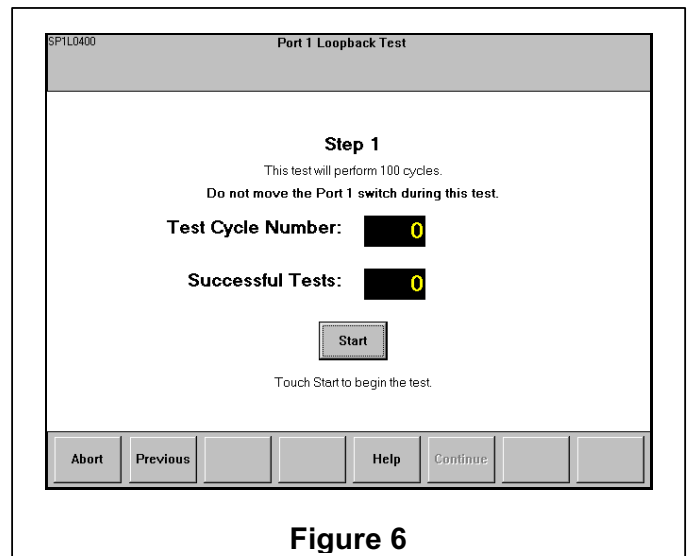 SP1L0400
Port 1 Loopback Test
Step 1
This test will perform 100 cycles.
Do not move the Port 1 switch during this test.
Test Cycle Number: 0
Successful Tests: 0
Start
Touch Start to begin the test.
Abort Previous Help Continue
Figure 6